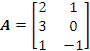 A = [2 1
3 0
1 -1]